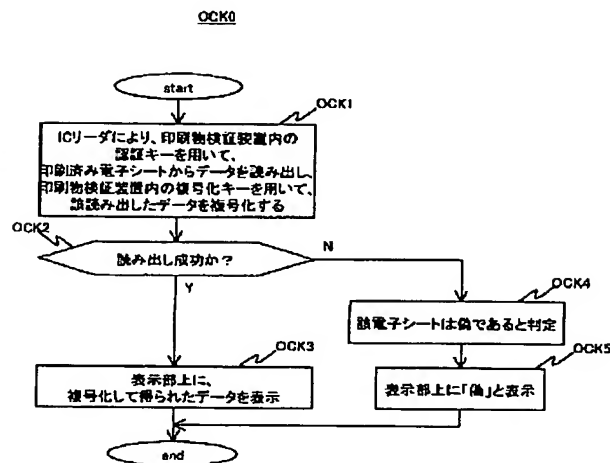 OCK0
start
OCK1
ICリーダにより、印刷物検証装置内の
認証キーを用いて、
印刷済み電子シートからデータを読み出し、
印刷物検証装置内の復号化キーを用いて、
該読み出したデータを復号化する
OCK2
読み出し成功か?
N
Y
OCK4
該電子シートは偽であると判定
OCK3
表示部上に、
復号化して得られたデータを表示
OCK5
表示部上に「偽」と表示
end